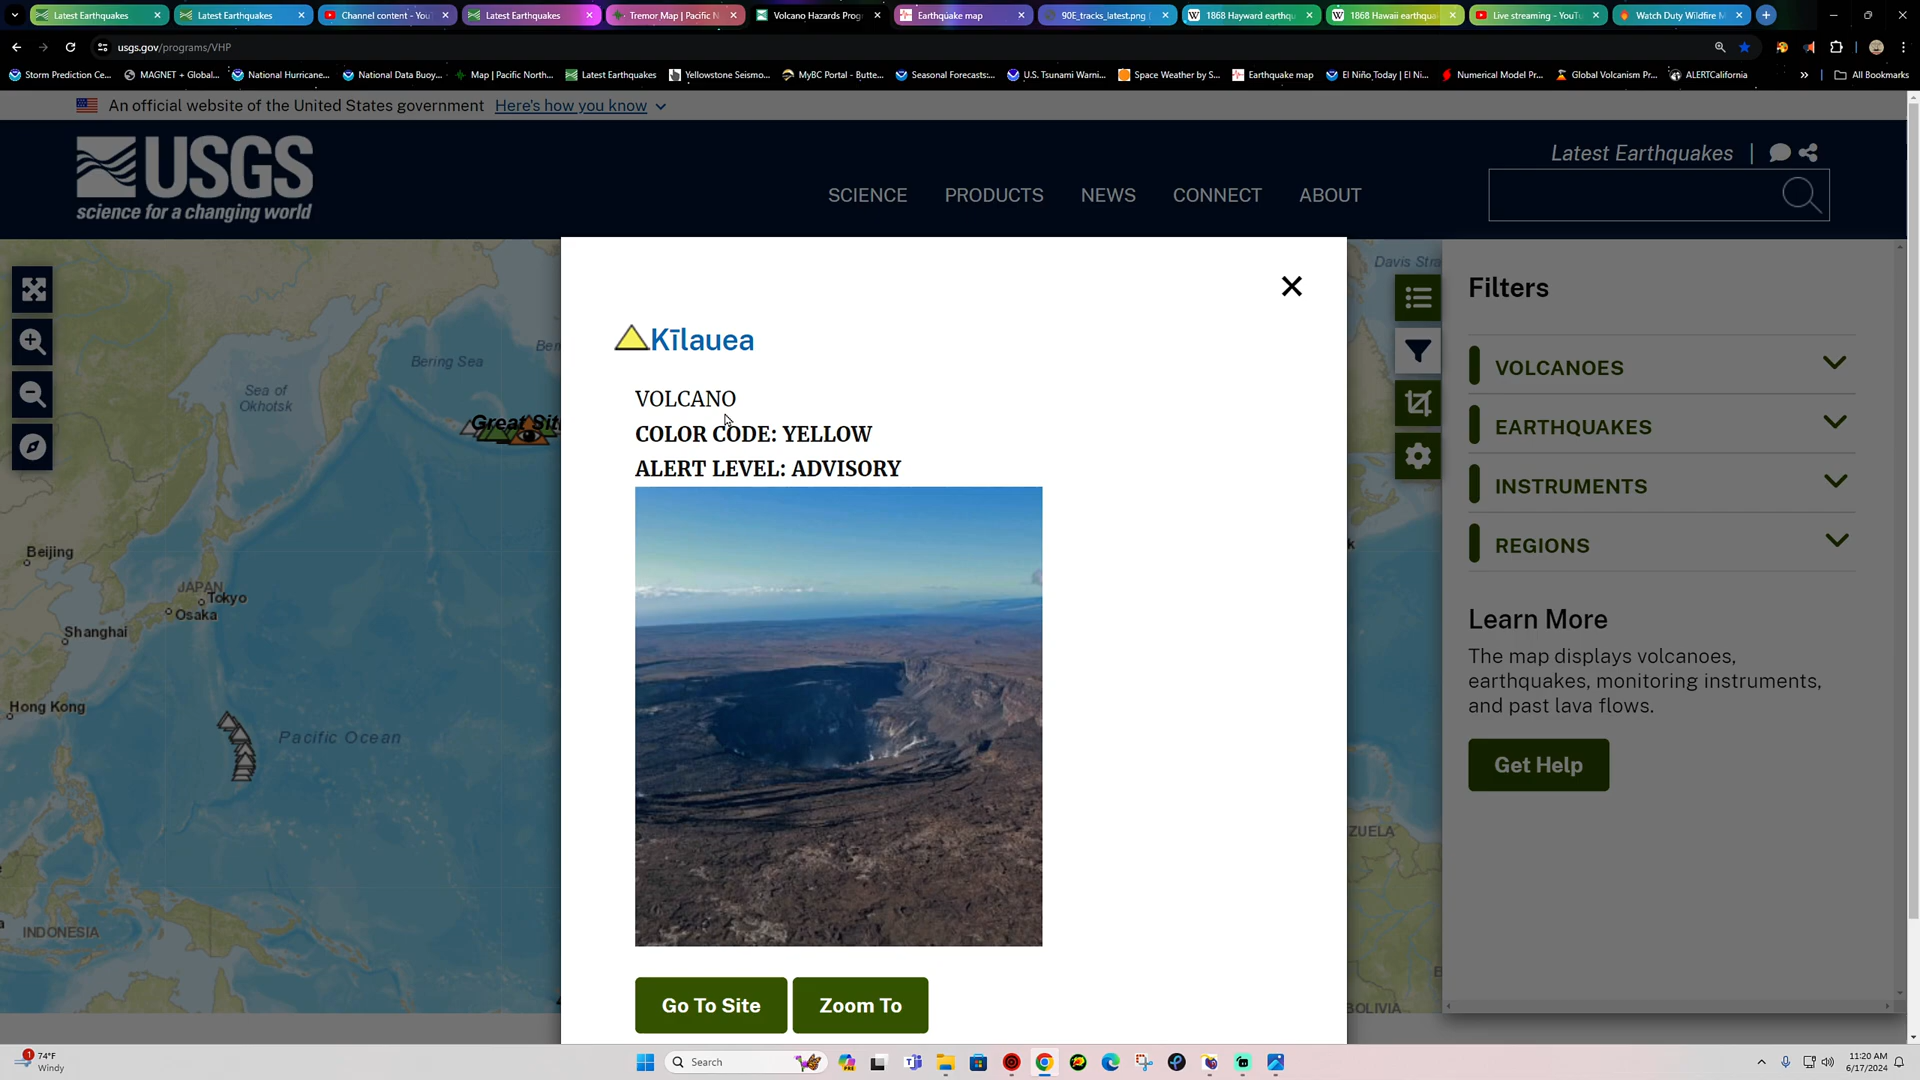 Latest Earthquakes
Latest Earthquakes
Channel content - You
Latest Earthquakes
Tremor Map | Pacific N
Volcano Hazards Prog
Earthquake map
90E_tracks_latest.png (
1868 Hayward earthqu
1868 Hawaii earthqua
Live streaming - YouTu
Watch Duty Wildfire M
usgs.gov/programs/VHP
Storm Prediction Ce...
MAGNET + Global...
National Hurricane...
National Data Buoy...
Map | Pacific North...
Latest Earthquakes
Yellowstone Seismo...
MyBC Portal - Butte...
Seasonal Forecasts:...
U.S. Tsunami Warni...
Space Weather by S...
Earthquake map
El Niño Today | El Ni...
Numerical Model Pr...
Global Volcanism Pr...
ALERTCalifornia
All Bookmarks
An official website of the United States government Here's how you know
USGS
science for a changing world
Latest Earthquakes |
SCIENCE PRODUCTS NEWS CONNECT ABOUT
Kīlauea
VOLCANO
COLOR CODE: YELLOW
ALERT LEVEL: ADVISORY
Go To Site
Zoom To
Davis Stra
Bering Sea
Ber
Sea of
Okhotsk
Great Sit
Beijing
JAPAN
Tokyo
Osaka
Shanghai
Hong Kong
Pacific Ocean
INDONESIA
k
ZUELA
BOLIVIA
Filters
VOLCANOES
EARTHQUAKES
INSTRUMENTS
REGIONS
Learn More
The map displays volcanoes,
earthquakes, monitoring instruments,
and past lava flows.
Get Help
1
74°F
Windy
Search
11:20 AM
6/17/2024